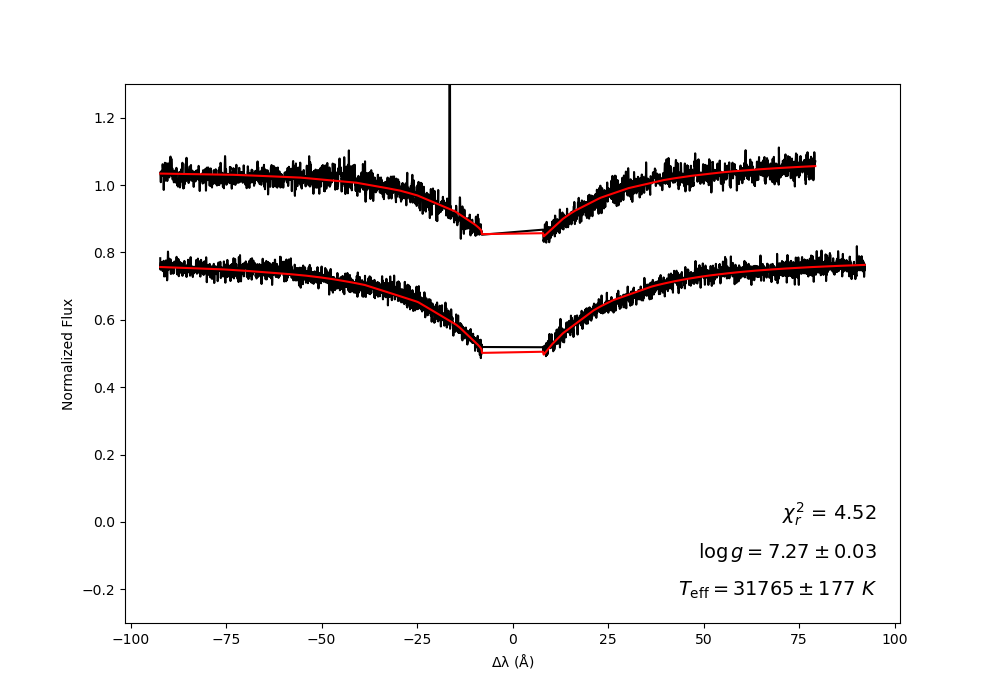 1.2
1.0
0.8
0.6
0.4
0.2
0.0
−0.2
Normalized Flux
χ²ᵣ = 4.52
log g = 7.27 ± 0.03
T_eff = 31765 ± 177 K
−100 −75 −50 −25 0 25 50 75 100
Δλ (Å)